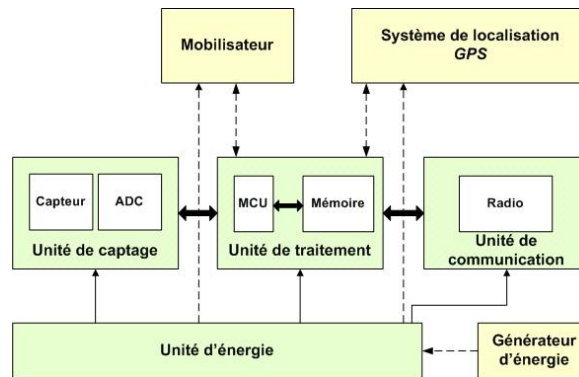 Mobilisateur
Système de localisation
GPS
Capteur
ADC
Unité de captage
MCU
Mémoire
Unité de traitement
Radio
Unité de
communication
Unité d'énergie
Générateur
d'énergie